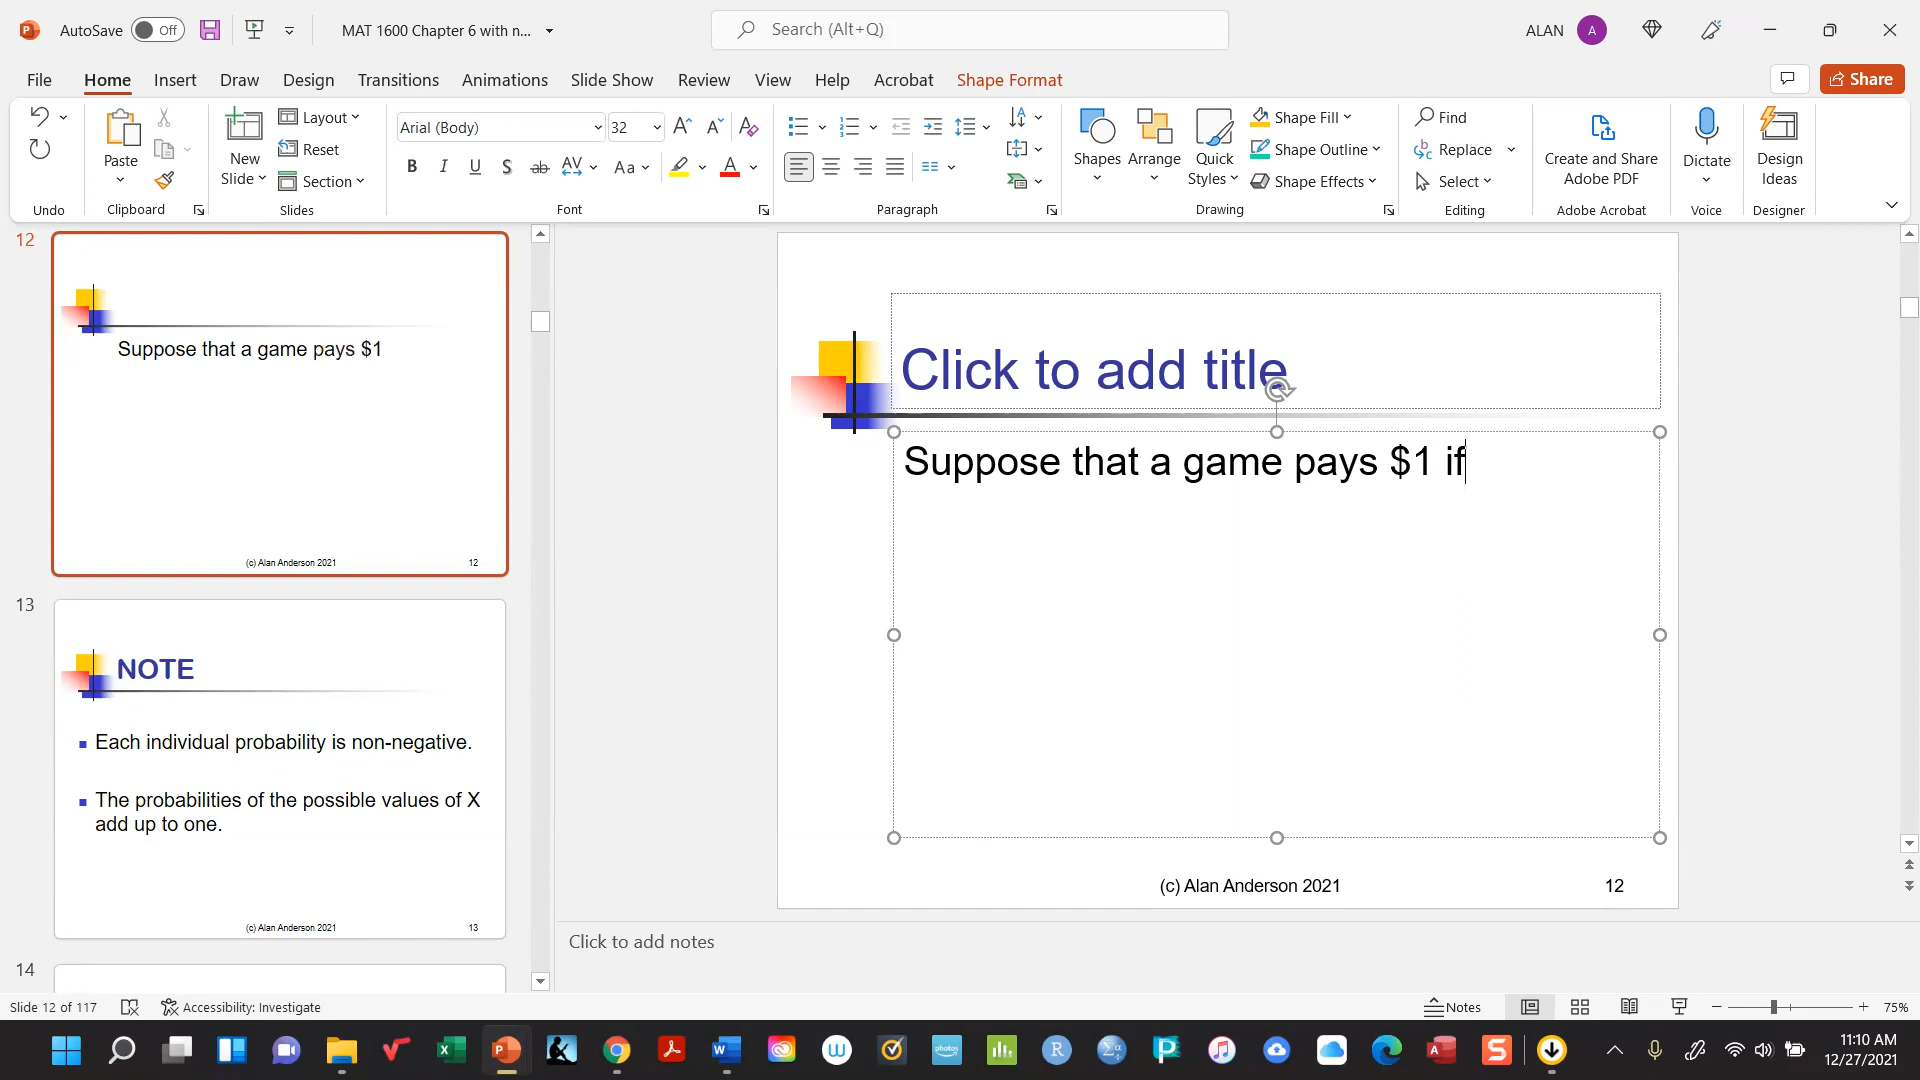 AutoSave Off MAT 1600 Chapter 6 with n... Search (Alt+Q) ALAN A
File Home Insert Draw Design Transitions Animations Slide Show Review View Help Acrobat Shape Format Share
Undo
Paste
Clipboard
New Slide
Layout
Reset
Section
Slides
Arial (Body) 32
Font
Paragraph
Shapes
Arrange
Quick Styles
Shape Fill
Shape Outline
Shape Effects
Drawing
Find
Replace
Select
Editing
Create and Share
Adobe PDF
Adobe Acrobat
Dictate
Voice
Design
Ideas
Designer
12
Suppose that a game pays $1
(c) Alan Anderson 2021 12
13
NOTE
Each individual probability is non-negative.
The probabilities of the possible values of X
add up to one.
(c) Alan Anderson 2021 13
14
Click to add title
Suppose that a game pays $1 if
(c) Alan Anderson 2021 12
Click to add notes
Slide 12 of 117 Accessibility: Investigate Notes 75%
11:10 AM
12/27/2021